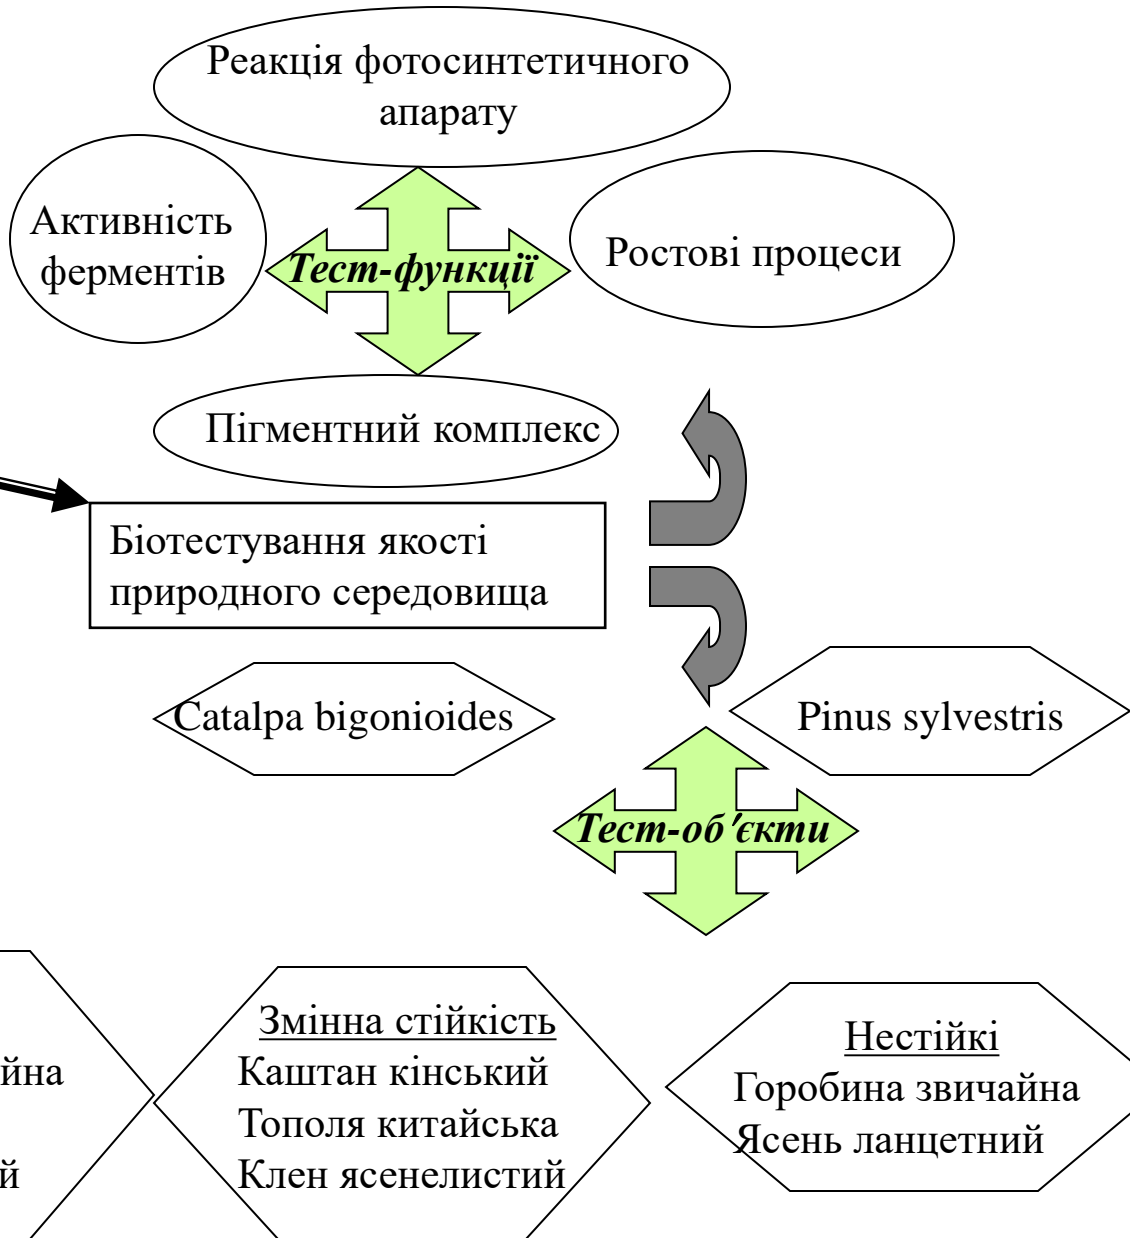 Реакція фотосинтетичного
апарату
Активність
ферментів
Тест-функції
Ростові процеси
Пігментний комплекс
Біотестування якості
природного середовища
Catalpa bigonioides
Pinus sylvestris
Тест-об'єкти
йна
й
Змінна стійкість
Каштан кінський
Тополя китайська
Клен ясенелистий
Нестійкі
Горобина звичайна
Ясень ланцетний